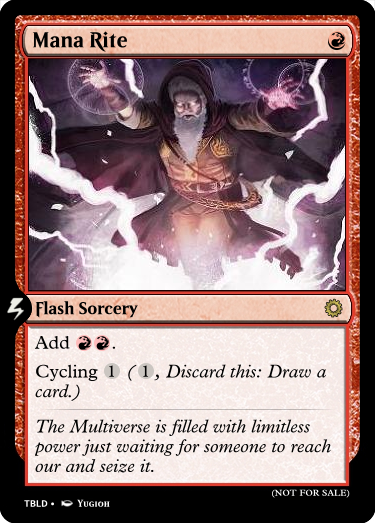 Mana Rite
Flash Sorcery
Add
Cycling 1 ( 1, Discard this: Draw a
card.)
The Multiverse is filled with limitless
power just waiting for someone to reach
our and seize it.
(NOT FOR SALE)
TBLD • Yugioh